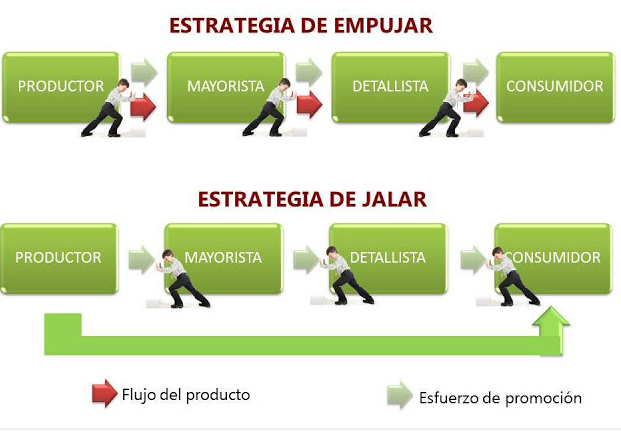 ESTRATEGIA DE EMPUJAR
PRODUCTOR
MAYORISTA
DETALLISTA
CONSUMIDOR
ESTRATEGIA DE JALAR
PRODUCTOR
MAYORISTA
DETALLISTA
CONSUMIDOR
Flujo del producto
Esfuerzo de promoción